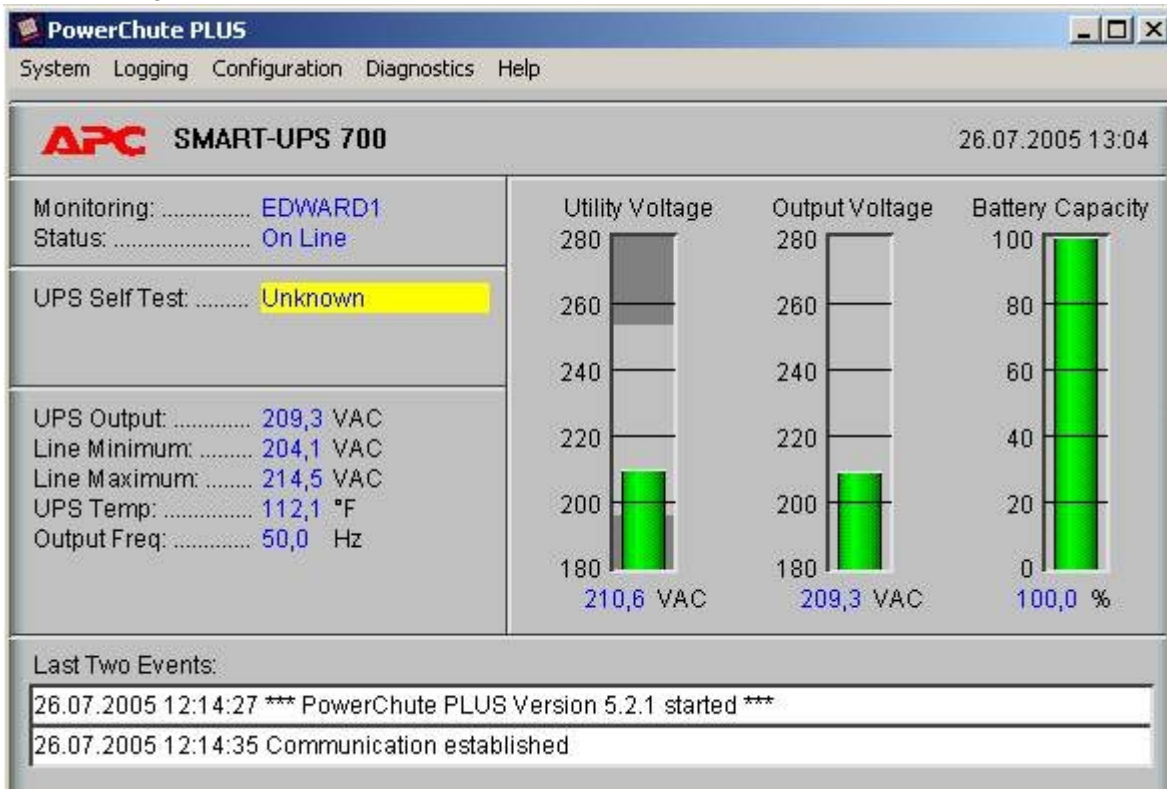 PowerChute PLUS
System Logging Configuration Diagnostics Help
APC SMART-UPS 700 26.07.2005 13:04
Monitoring: .............. EDWARD1
Status: ...................... On Line
UPS Self Test: ......... Unknown
UPS Output: ............. 209,3 VAC
Line Minimum: ......... 204,1 VAC
Line Maximum: ........ 214,5 VAC
UPS Temp: ............... 112,1 °F
Output Freq: ............. 50,0 Hz
Utility Voltage
280
260
240
220
200
180
210,6 VAC
Output Voltage
280
260
240
220
200
180
209,3 VAC
Battery Capacity
100
80
60
40
20
0
100,0 %
Last Two Events:
26.07.2005 12:14:27 *** PowerChute PLUS Version 5.2.1 started ***
26.07.2005 12:14:35 Communication established